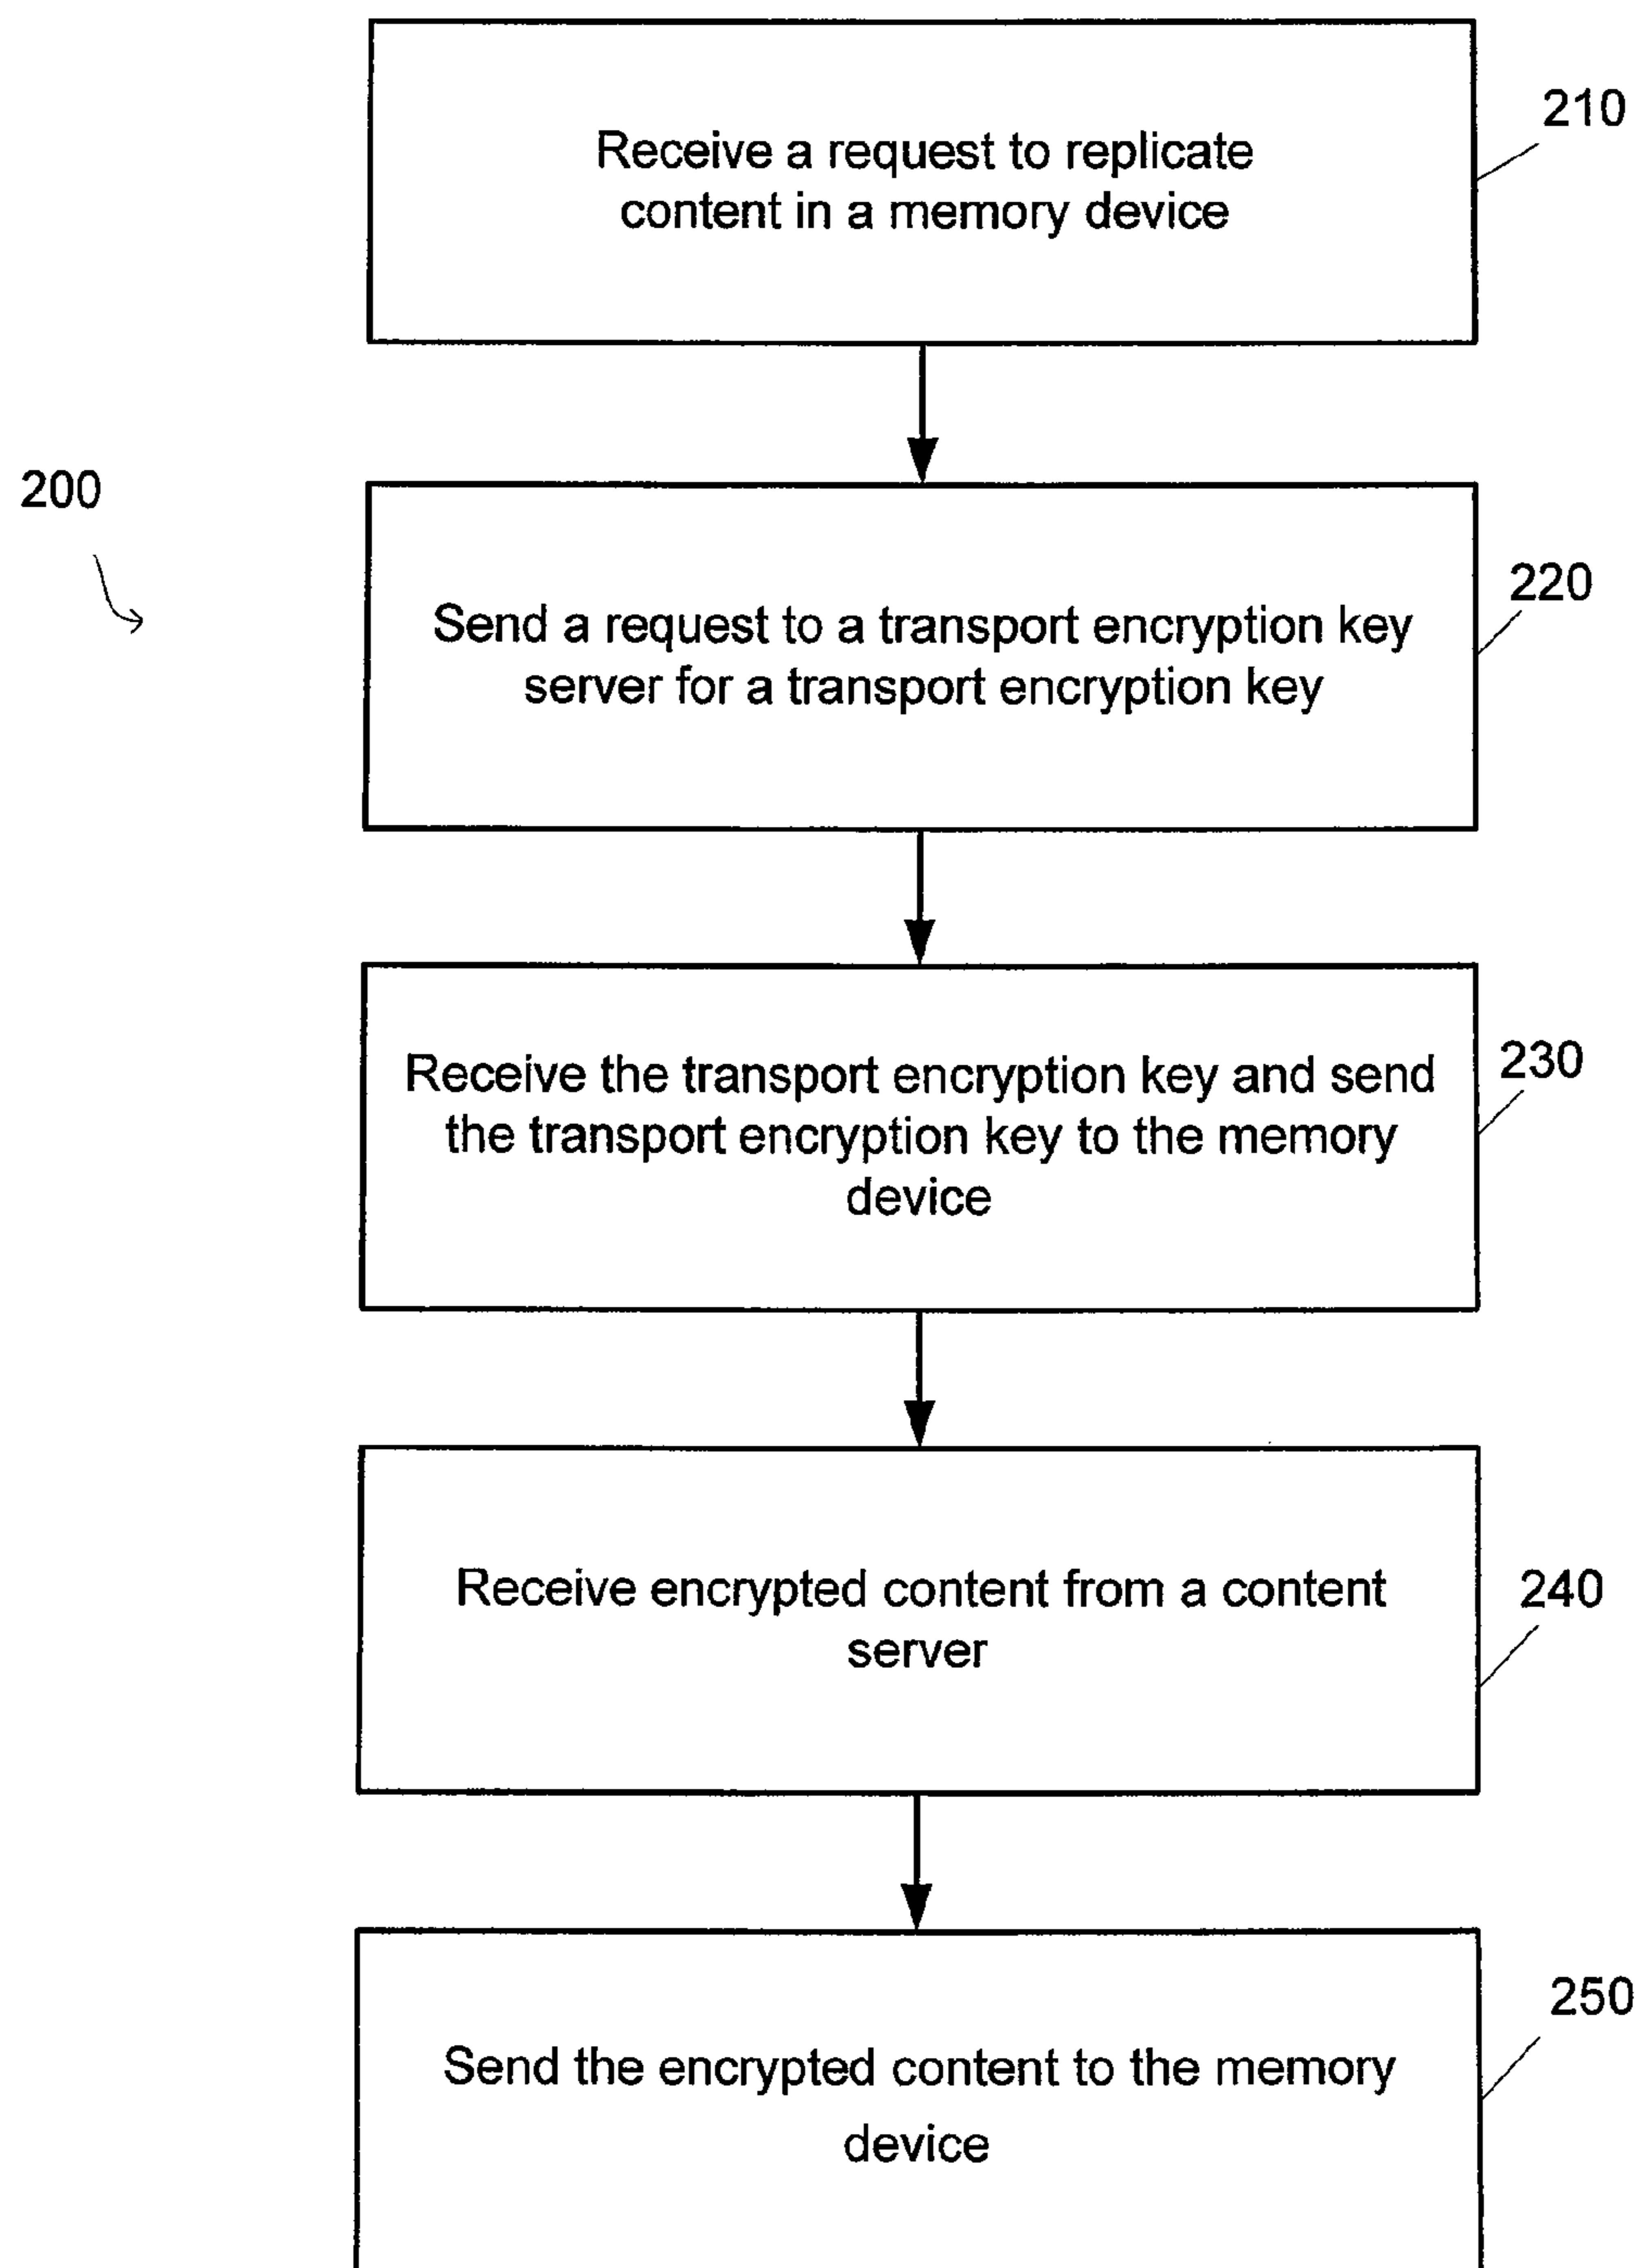 Receive a request to replicate
content in a memory device
210
200
Send a request to a transport encryption key
server for a transport encryption key
220
Receive the transport encryption key and send
the transport encryption key to the memory
device
230
Receive encrypted content from a content
server
240
Send the encrypted content to the memory
device
250